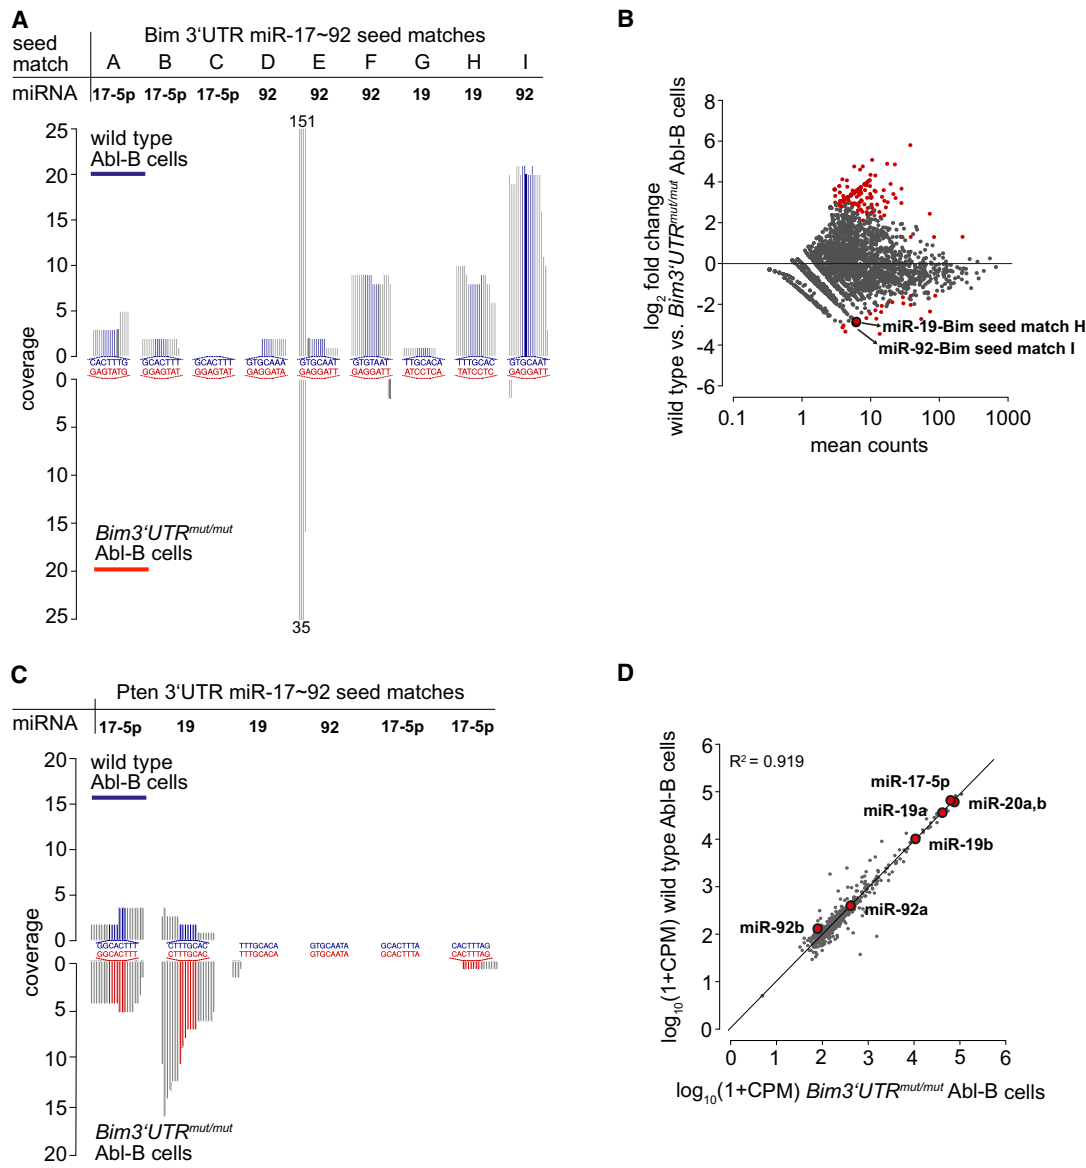 A
Bim 3‘UTR miR-17~92 seed matches
seed
match
A B C D E F G H I
miRNA
17-5p 17-5p 17-5p 92 92 92 19 19 92
151
25
20
15
10
5
0
wild type
Abl-B cells
CACTTTG GCACTTT GCACTTT GTGCAAA GTGCAAT GTGTAAT TTGCACA TTTGCAC GTGCAAT
GAGTATG GGAGTAT GGAGTAT GAGGATA GAGGATT GAGGATT ATCCTCA TATCCTC GAGGATT
coverage
0
5
10
15
20
25
Bim3‘UTRmut/mut
Abl-B cells
35
B
log2 fold change
wild type vs. Bim3‘UTRmut/mut Abl-B cells
8
6
4
2
0
-2
-4
-6
miR-19-Bim seed match H
miR-92-Bim seed match I
0.1 1 10 100 1000
mean counts
C
Pten 3‘UTR miR-17~92 seed matches
miRNA
17-5p 19 19 92 17-5p 17-5p
20
15
10
5
0
wild type
Abl-B cells
GGCACTTT CTTTGCAC TTTGCACA GTGCAATA GCACTTTA CACTTTAG
GGCACTTT CTTTGCAC TTTGCACA GTGCAATA GCACTTTA CACTTTAG
coverage
0
5
10
15
20
Bim3‘UTRmut/mut
Abl-B cells
D
log10(1+CPM) wild type Abl-B cells
6
5
4
3
2
1
0
R2 = 0.919
miR-17-5p
miR-20a,b
miR-19a
miR-19b
miR-92a
miR-92b
0 1 2 3 4 5 6
log10(1+CPM) Bim3‘UTRmut/mut Abl-B cells